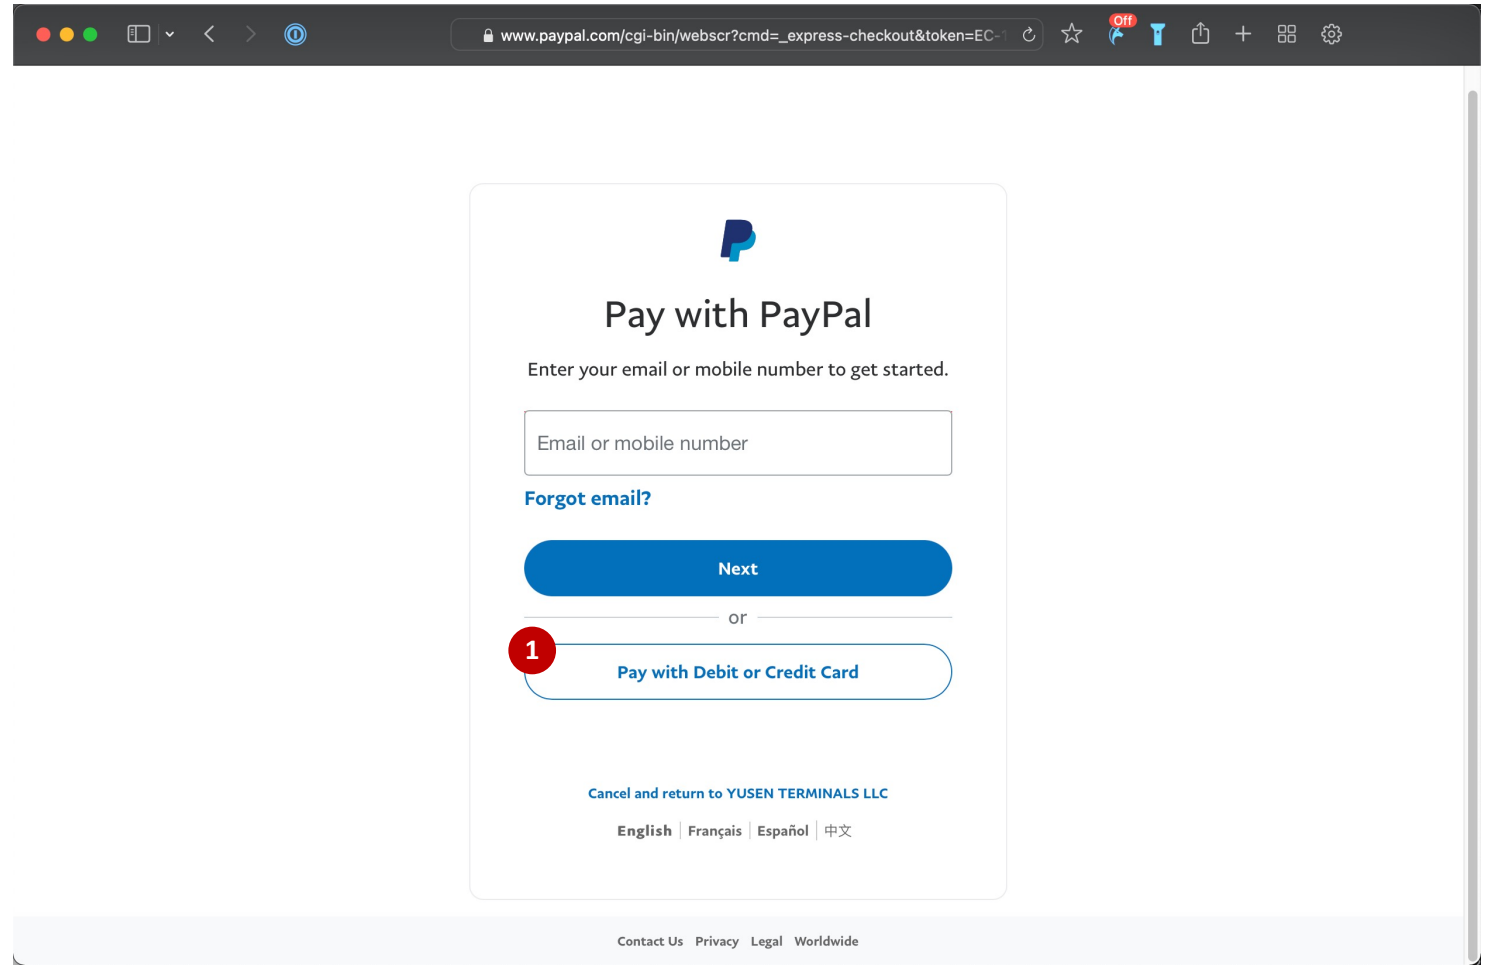 www.paypal.com/cgi-bin/webscr?cmd=_express-checkout&token=EC-1
Off
Pay with PayPal
Enter your email or mobile number to get started.
Email or mobile number
Forgot email?
Next
or
1
Pay with Debit or Credit Card
Cancel and return to YUSEN TERMINALS LLC
English Français Español 中文
Contact Us Privacy Legal Worldwide